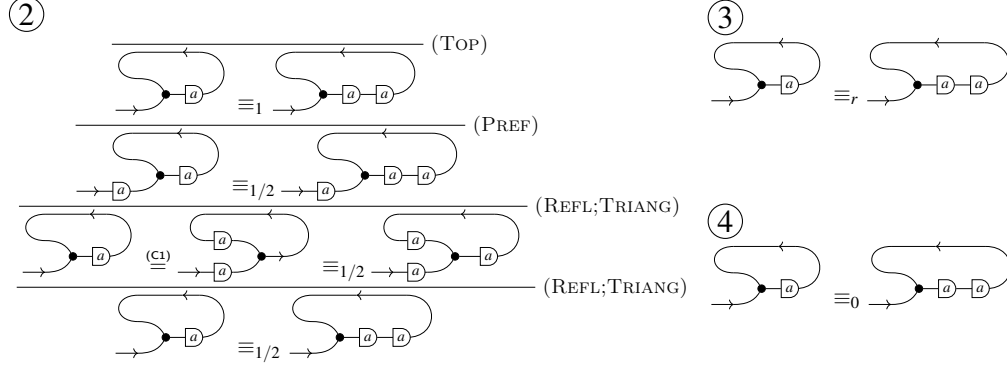 ②
(TOP)
a ≡₁ a a
(PREF)
a a ≡₁/₂ a a a
(REFL;TRIANG)
a (C1) = a a ≡₁/₂ a a a
(REFL;TRIANG)
a ≡₁/₂ a a
③
a ≡ᵣ a a
④
a ≡₀ a a